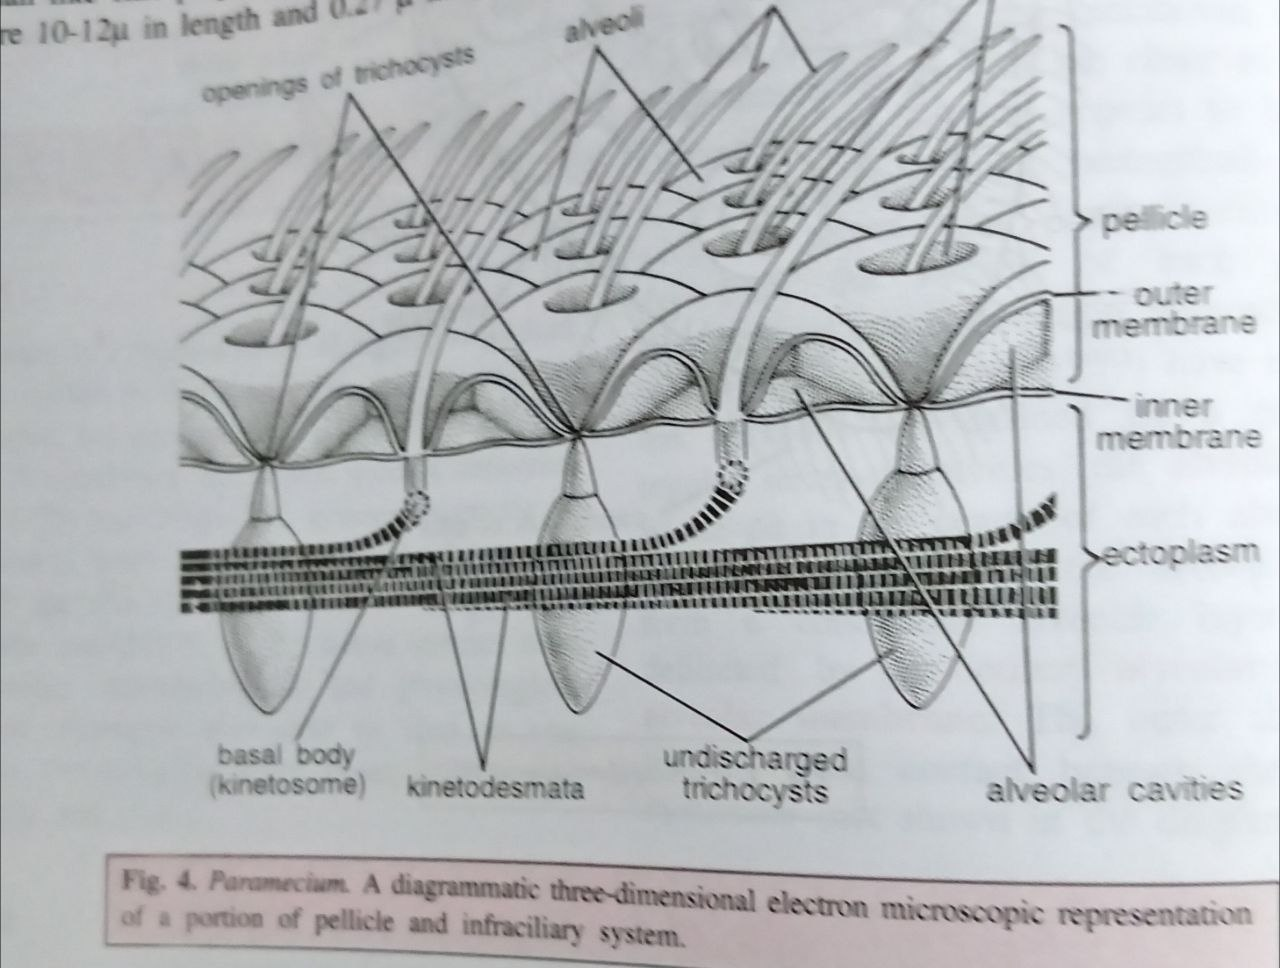 re 10-12μ in length and 0.27 μ
alveoli
openings of trichocysts
pellicle
outer
membrane
inner
membrane
ectoplasm
basal body
(kinetosome)
kinetodesmata
undischarged
trichocysts
alveolar cavities
Fig. 4. Paramecium. A diagrammatic three-dimensional electron microscopic representation
of a portion of pellicle and infraciliary system.